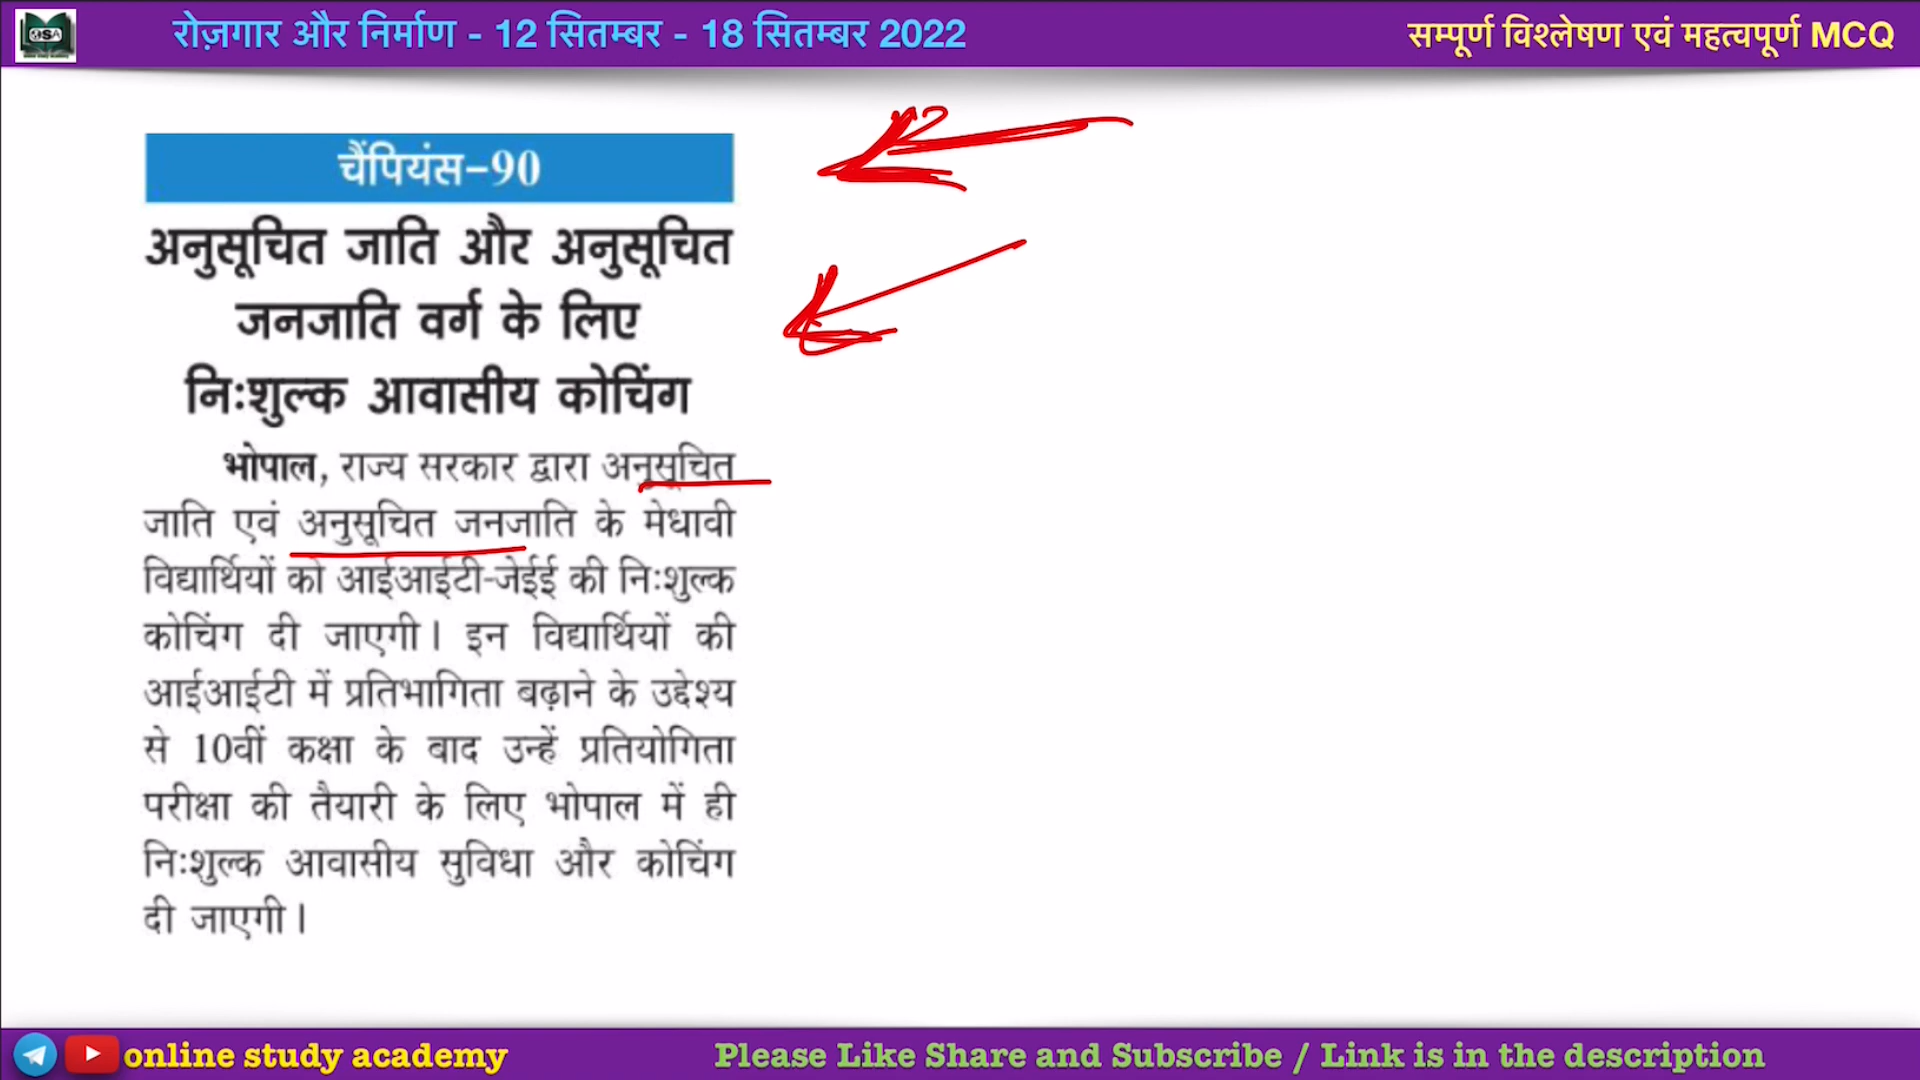 OSA
रोज़गार और निर्माण - 12 सितम्बर - 18 सितम्बर 2022
सम्पूर्ण विश्लेषण एवं महत्वपूर्ण MCQ
चैंपियंस-90
अनुसूचित जाति और अनुसूचित
जनजाति वर्ग के लिए
निःशुल्क आवासीय कोचिंग
भोपाल, राज्य सरकार द्वारा अनुसूचित
जाति एवं अनुसूचित जनजाति के मेधावी
विद्यार्थियों को आईआईटी-जेईई की निःशुल्क
कोचिंग दी जाएगी। इन विद्यार्थियों की
आईआईटी में प्रतिभागिता बढ़ाने के उद्देश्य
से 10वीं कक्षा के बाद उन्हें प्रतियोगिता
परीक्षा की तैयारी के लिए भोपाल में ही
निःशुल्क आवासीय सुविधा और कोचिंग
दी जाएगी।
online study academy
Please Like Share and Subscribe / Link is in the description